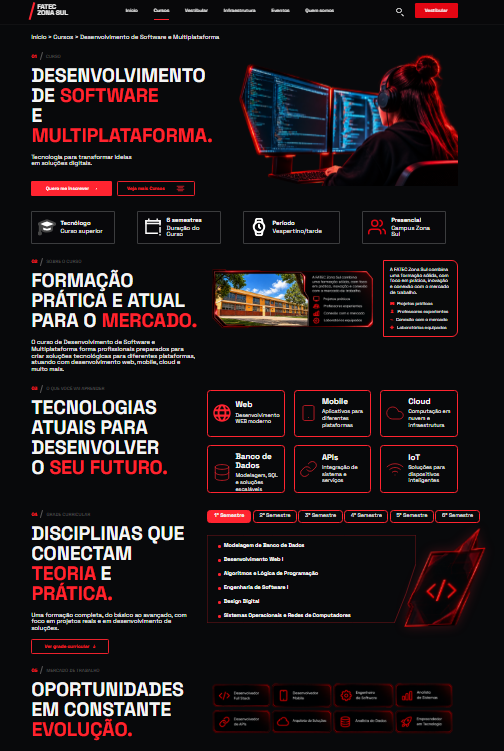 FATEC
ZONA SUL
Início Cursos Vestibular Infraestrutura Eventos Quem somos
Vestibular
Início > Cursos > Desenvolvimento de Software e Multiplataforma
01 / CURSO
DESENVOLVIMENTO
DE SOFTWARE
E
MULTIPLATAFORMA.
Tecnologia para transformar ideias
em soluções digitais.
Quero me inscrever
Veja mais Cursos
Tecnólogo
Curso superior
6 semestres
Duração do
Curso
Período
Vespertino/tarde
Presencial
Campus Zona
Sul
02 / SOBRE O CURSO
FORMAÇÃO
PRÁTICA E ATUAL
PARA O MERCADO.
O curso de Desenvolvimento de Software e
Multiplataforma forma profissionais preparados para
criar soluções tecnológicas para diferentes plataformas,
atuando com desenvolvimento web, mobile, cloud e
muito mais.
A FATEC Zona Sul combina
uma formação sólida, com
foco em prática, inovação
e conexão com o mercado
de trabalho.
Projetos práticos
Professores experientes
Conexão com o mercado
Laboratórios equipados
A FATEC Zona Sul combina
uma formação sólida, com
foco em prática, inovação
e conexão com o mercado
de trabalho.
Projetos práticos
Professores experientes
Conexão com o mercado
Laboratórios equipados
03 / O QUE VOCÊ VAI APRENDER
TECNOLOGIAS
ATUAIS PARA
DESENVOLVER
O SEU FUTURO.
Web
Desenvolvimento
WEB moderno
Mobile
Aplicativos para
diferentes
plataformas
Cloud
Computação em
nuvem e
infraestrutura
Banco de
Dados
Modelagem, SQL
e soluções
escaláveis
APIs
Integração de
sistema e
serviços
IoT
Soluções para
dispositivos
inteligentes
04 / GRADE CURRICULAR
DISCIPLINAS QUE
CONECTAM
TEORIA E
PRÁTICA.
Uma formação completa, do básico ao avançado, com
foco em projetos reais e em desenvolvimento de
soluções.
Ver grade curricular
1º Semestre 2º Semestre 3º Semestre 4º Semestre 5º Semestre 6º Semestre
Modelagem de Banco de Dados
Desenvolvimento Web I
Algoritmos e Lógica de Programação
Engenharia de Software I
Design Digital
Sistemas Operacionais e Redes de Computadores
</>
05 / MERCADO DE TRABALHO
OPORTUNIDADES
EM CONSTANTE
EVOLUÇÃO.
Desenvolvedor
Full Stack
Desenvolvedor
Mobile
Engenheiro
de Software
Analista
de Sistemas
Desenvolvedor
de APIs
Arquiteto de Soluções
Analista de Dados
Empreendedor
em Tecnologia